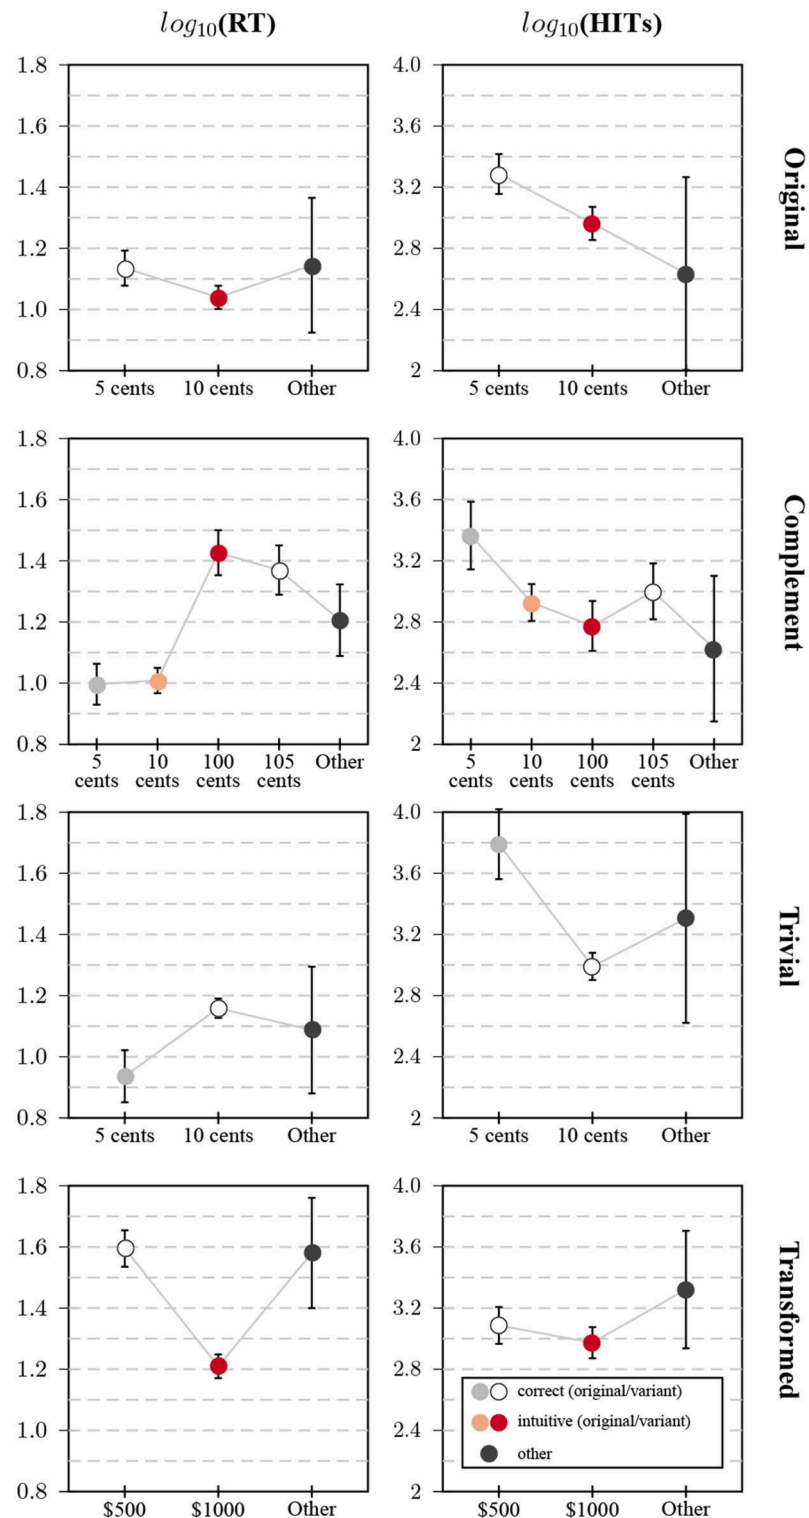 log10(RT) log10(HITs)
1.8 4.0
1.6 3.6
1.4 3.2
1.2 2.8
1.0 2.4
0.8 2
5 cents 10 cents Other 5 cents 10 cents Other
Original
1.8 4.0
1.6 3.6
1.4 3.2
1.2 2.8
1.0 2.4
0.8 2
5 10 100 105 Other 5 10 100 105 Other
cents cents cents cents cents cents cents cents
Complement
1.8 4.0
1.6 3.6
1.4 3.2
1.2 2.8
1.0 2.4
0.8 2
5 cents 10 cents Other 5 cents 10 cents Other
Trivial
1.8 4.0
1.6 3.6
1.4 3.2
1.2 2.8
1.0 2.4
0.8 2
$500 $1000 Other $500 $1000 Other
Transformed
correct (original/variant)
intuitive (original/variant)
other